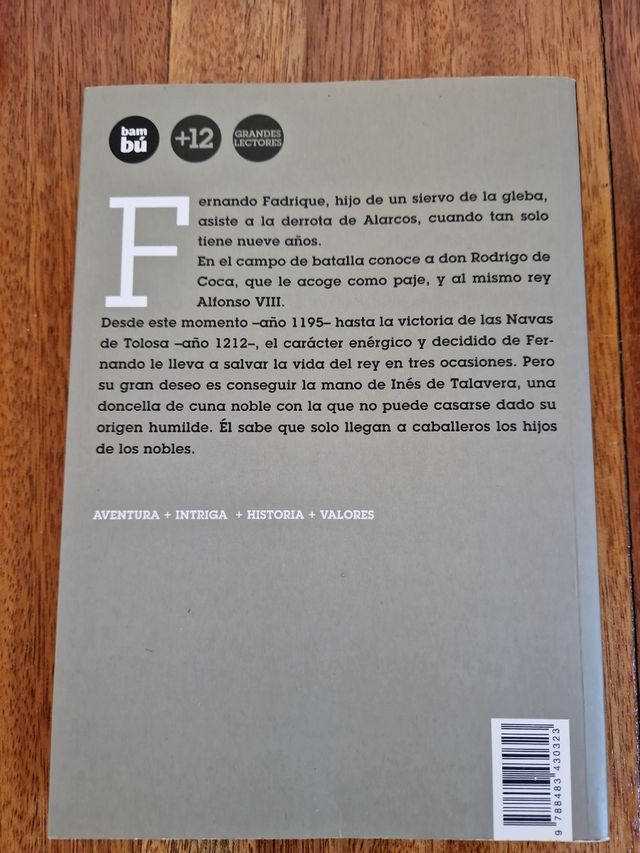 bam
bú
+12
GRANDES
LECTORES
Fernando Fadrique, hijo de un siervo de la gleba,
asiste a la derrota de Alarcos, cuando tan solo
tiene nueve años.
En el campo de batalla conoce a don Rodrigo de
Coca, que le acoge como paje, y al mismo rey
Alfonso VIII.
Desde este momento –año 1195– hasta la victoria de las Navas
de Tolosa –año 1212–, el carácter enérgico y decidido de Fer-
nando le lleva a salvar la vida del rey en tres ocasiones. Pero
su gran deseo es conseguir la mano de Inés de Talavera, una
doncella de cuna noble con la que no puede casarse dado su
origen humilde. Él sabe que solo llegan a caballeros los hijos
de los nobles.
AVENTURA + INTRIGA + HISTORIA + VALORES
9 788483 430323